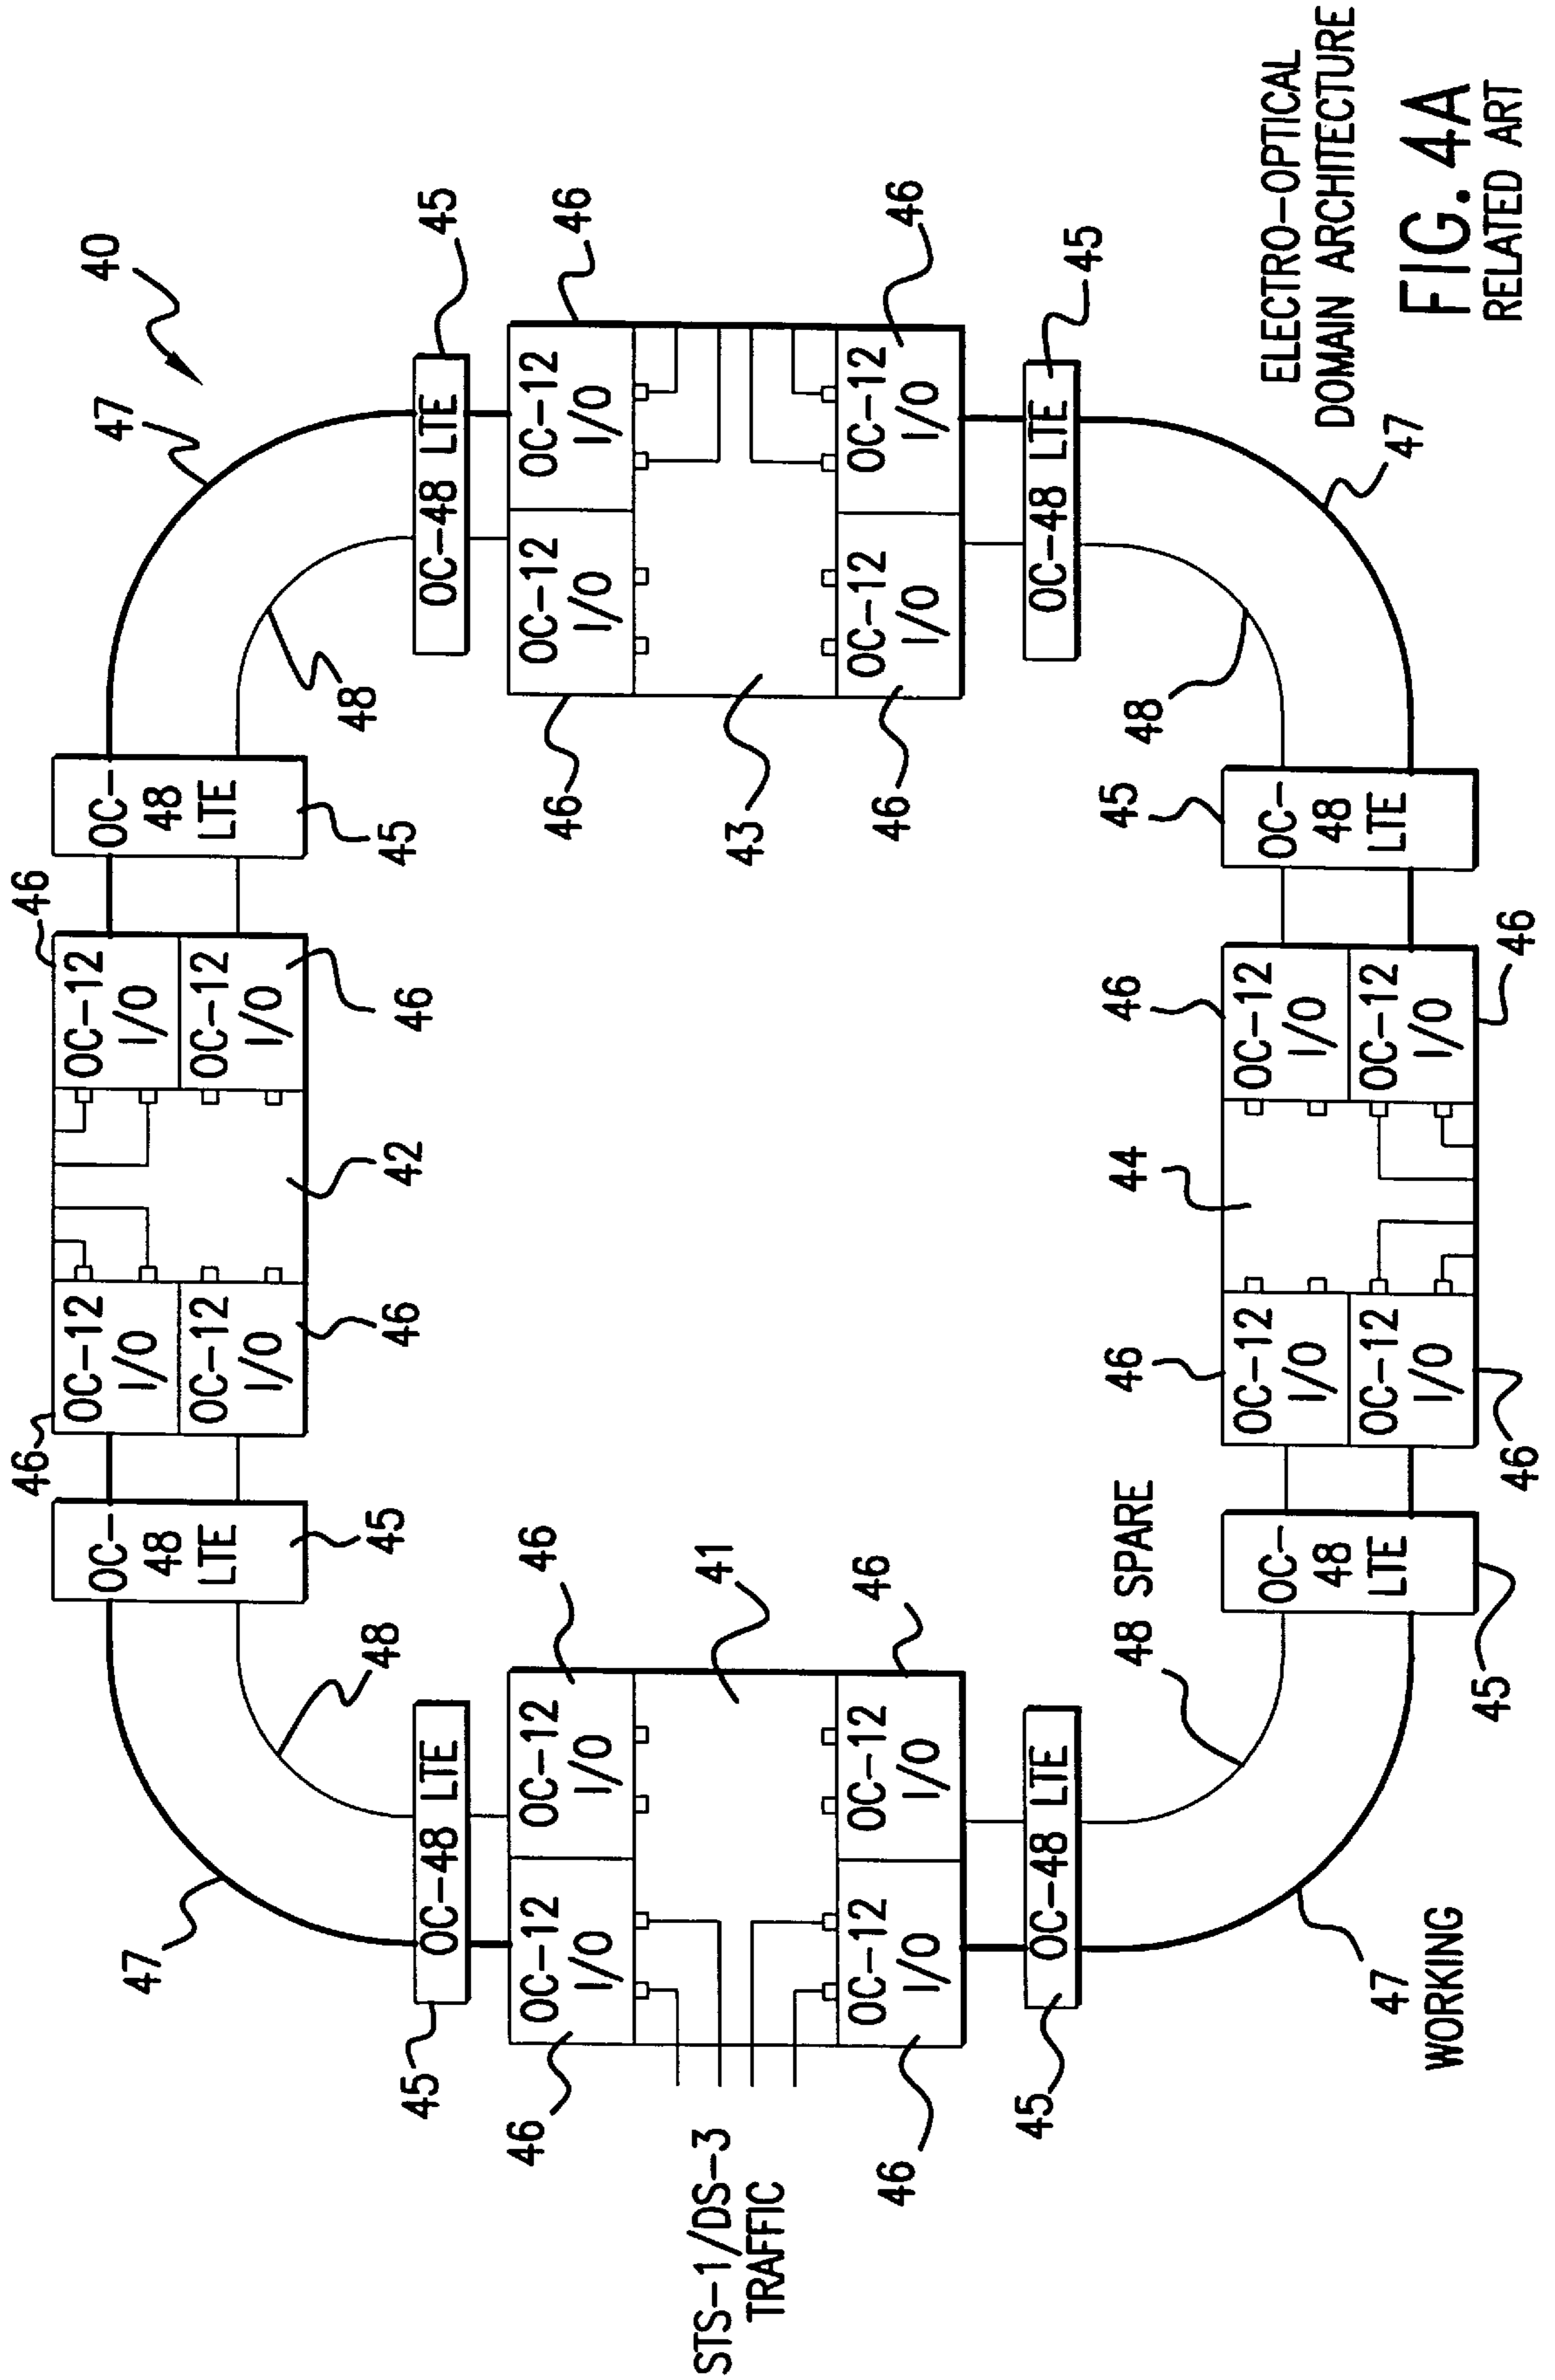 40
47
46
46
OC-
48
LTE
OC-12
I/O
OC-12
I/O
OC-12
I/O
OC-12
I/O
OC-
48
LTE
47
45
46
42
46
45
48
48
45
OC-48 LTE
OC-48 LTE
45
46
OC-12
I/O
OC-12
I/O
46
46
OC-12
I/O
OC-12
I/O
46
STS-1/DS-3
TRAFFIC
41
43
46
OC-12
I/O
OC-12
I/O
46
46
OC-12
I/O
OC-12
I/O
46
45
OC-48 LTE
OC-48 LTE
45
48 SPARE
46
44
46
45
48
OC-
48
LTE
OC-12
I/O
OC-12
I/O
OC-12
I/O
OC-12
I/O
OC-
48
LTE
47
WORKING
45
46
46
47
ELECTRO-OPTICAL
DOMAIN ARCHITECTURE
FIG. 4A
RELATED ART